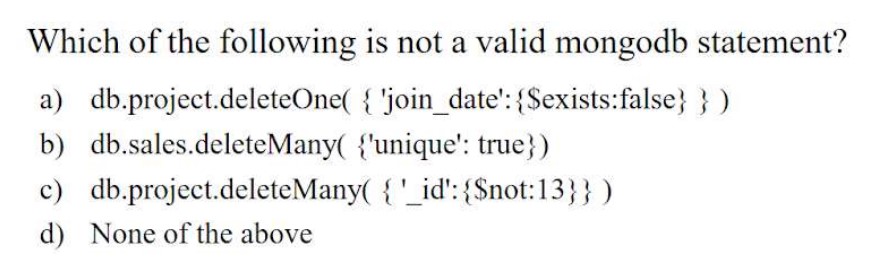 Which of the following is not a valid mongodb statement?
a) db.project.deleteOne( { 'join_date':{$exists:false} } )
b) db.sales.deleteMany( {'unique': true})
c) db.project.deleteMany( { '_id':{$not:13}} )
d) None of the above